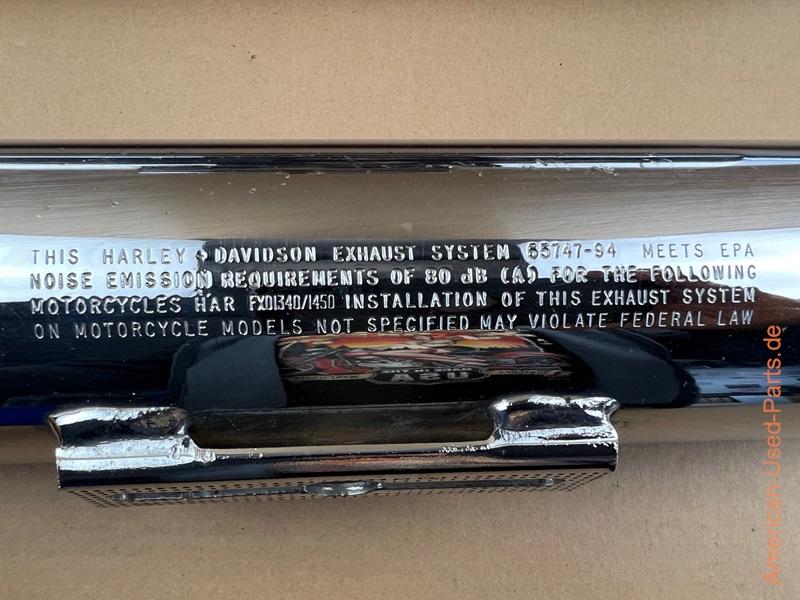 THIS HARLEY-DAVIDSON EXHAUST SYSTEM 65747-94 MEETS EPA
NOISE EMISSION REQUIREMENTS OF 80 dB (A) FOR THE FOLLOWING
MOTORCYCLES HAR FXD1340/1450 INSTALLATION OF THIS EXHAUST SYSTEM
ON MOTORCYCLE MODELS NOT SPECIFIED MAY VIOLATE FEDERAL LAW
American-Used-Parts.de